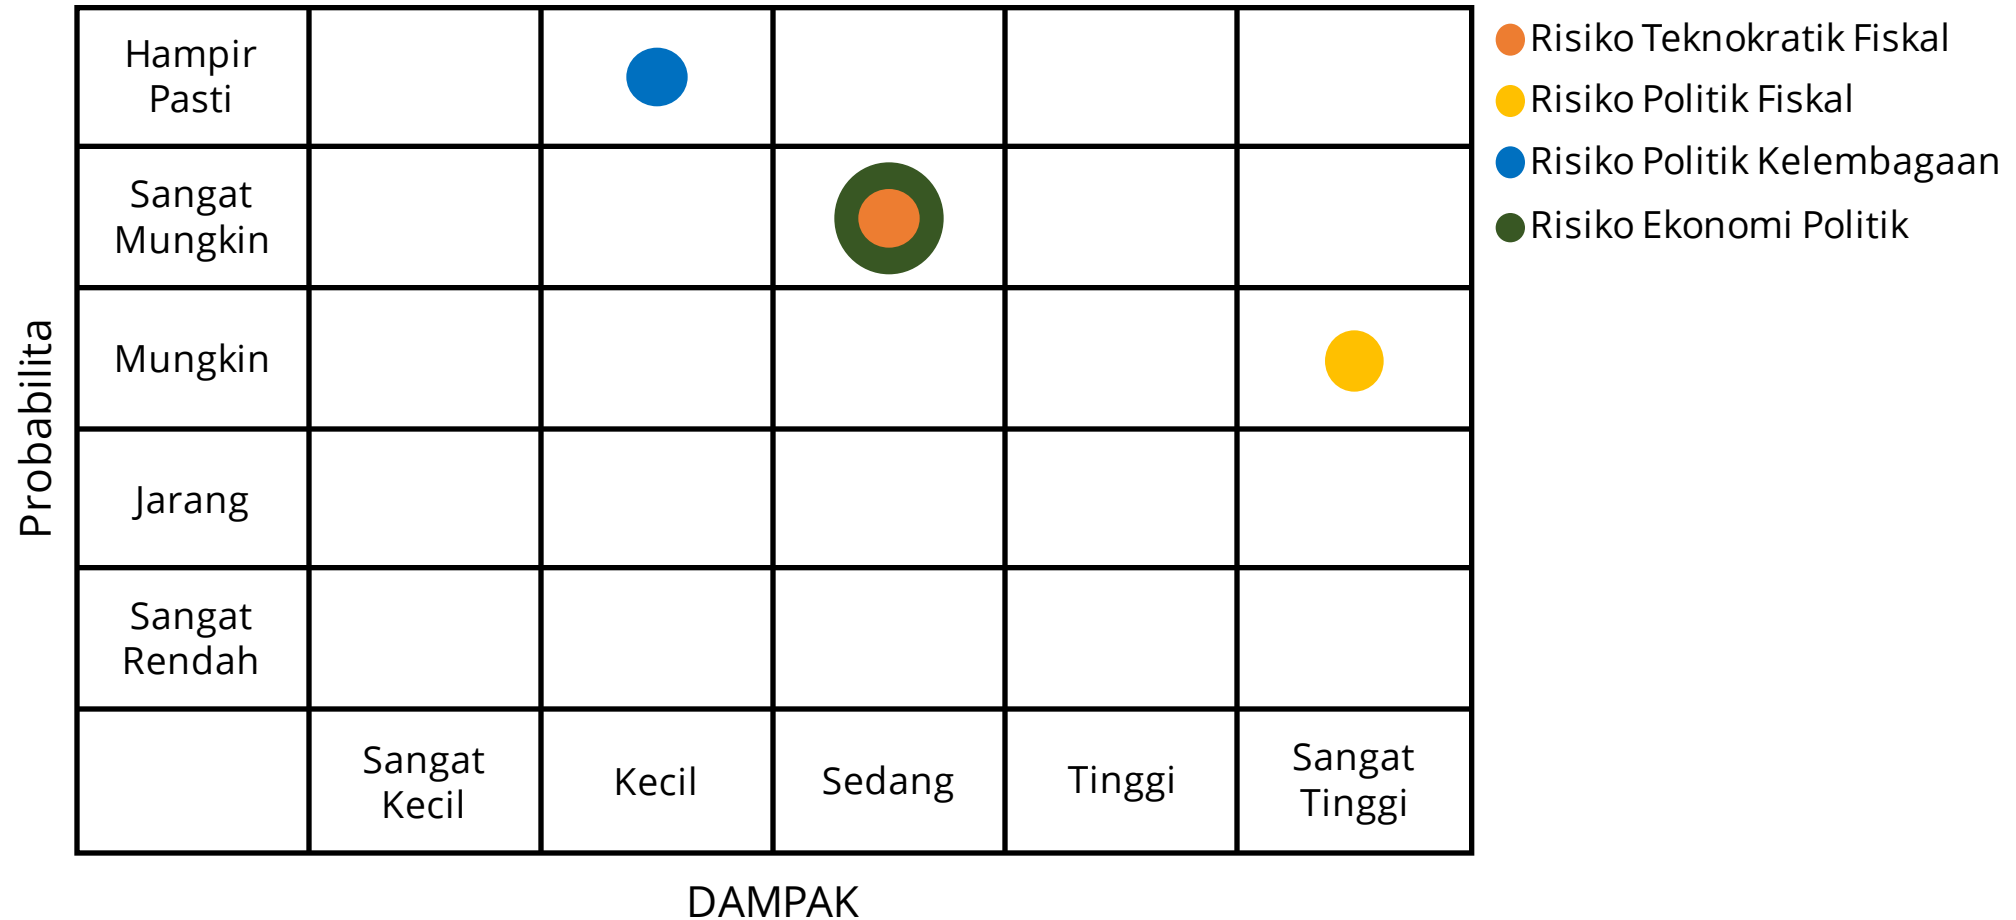 Hampir
Pasti
Sangat
Mungkin
Mungkin
Jarang
Sangat
Rendah
Sangat
Kecil
Kecil
Sedang
Tinggi
Sangat
Tinggi
Probabilita
DAMPAK
Risiko Teknokratik Fiskal
Risiko Politik Fiskal
Risiko Politik Kelembagaan
Risiko Ekonomi Politik